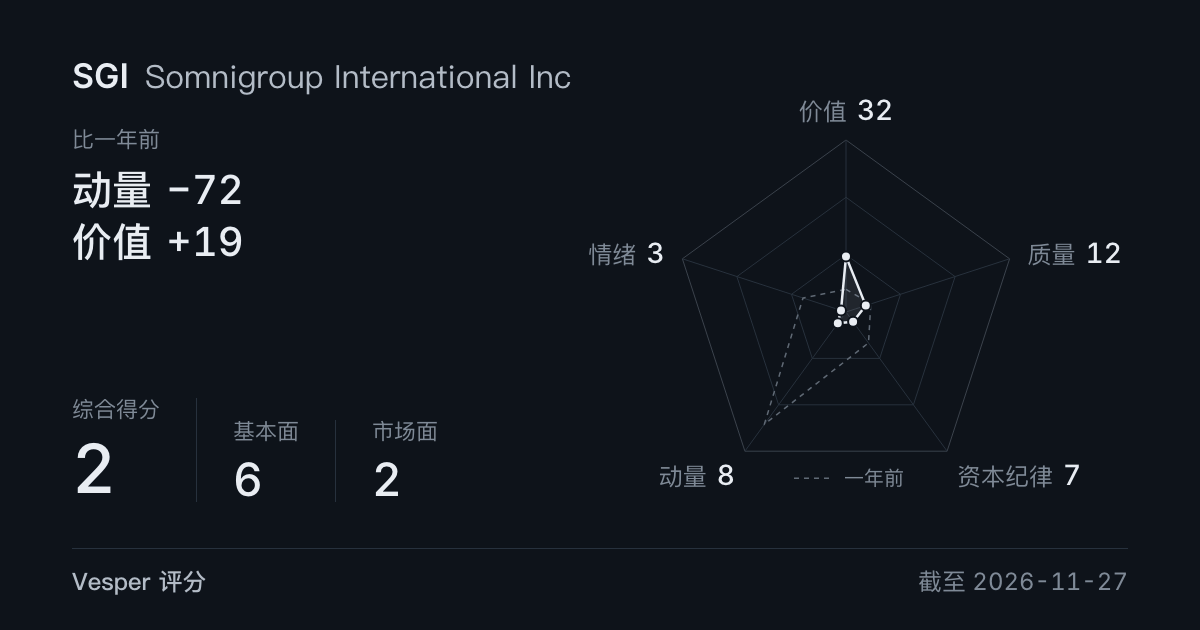 SGI Somnigroup International Inc
比一年前
动量 −72
价值 +19
综合得分
2
基本面
6
市场面
2
价值 32
质量 12
资本纪律 7
动量 8
情绪 3
一年前
Vesper 评分
截至 2026-11-27